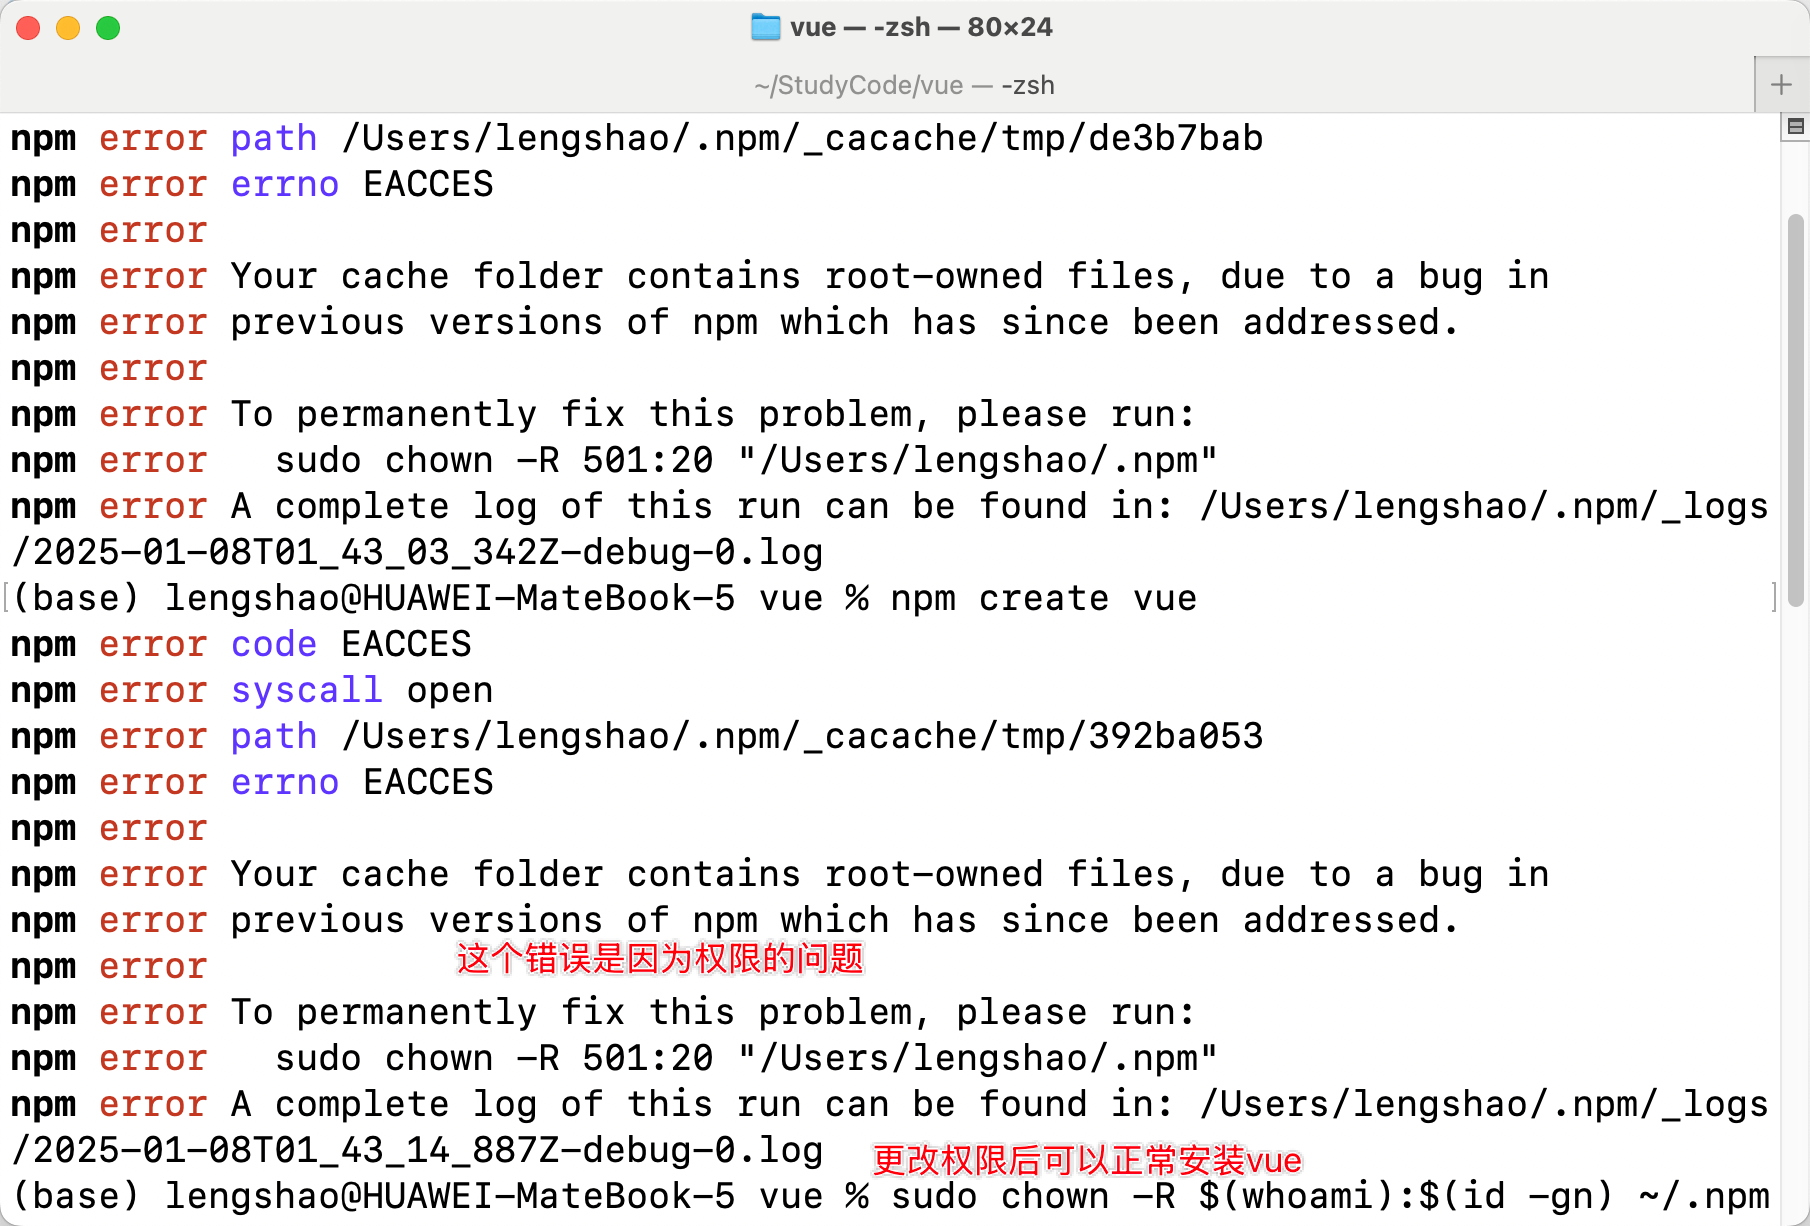 vue — -zsh — 80×24
~/StudyCode/vue — -zsh
npm error path /Users/lengshao/.npm/_cacache/tmp/de3b7bab
npm error errno EACCES
npm error
npm error Your cache folder contains root-owned files, due to a bug in
npm error previous versions of npm which has since been addressed.
npm error
npm error To permanently fix this problem, please run:
npm error   sudo chown -R 501:20 "/Users/lengshao/.npm"
npm error A complete log of this run can be found in: /Users/lengshao/.npm/_logs
/2025-01-08T01_43_03_342Z-debug-0.log
(base) lengshao@HUAWEI-MateBook-5 vue % npm create vue
npm error code EACCES
npm error syscall open
npm error path /Users/lengshao/.npm/_cacache/tmp/392ba053
npm error errno EACCES
npm error
npm error Your cache folder contains root-owned files, due to a bug in
npm error previous versions of npm which has since been addressed.
这个错误是因为权限的问题
npm error
npm error To permanently fix this problem, please run:
npm error   sudo chown -R 501:20 "/Users/lengshao/.npm"
npm error A complete log of this run can be found in: /Users/lengshao/.npm/_logs
/2025-01-08T01_43_14_887Z-debug-0.log
更改权限后可以正常安装vue
(base) lengshao@HUAWEI-MateBook-5 vue % sudo chown -R $(whoami):$(id -gn) ~/.npm